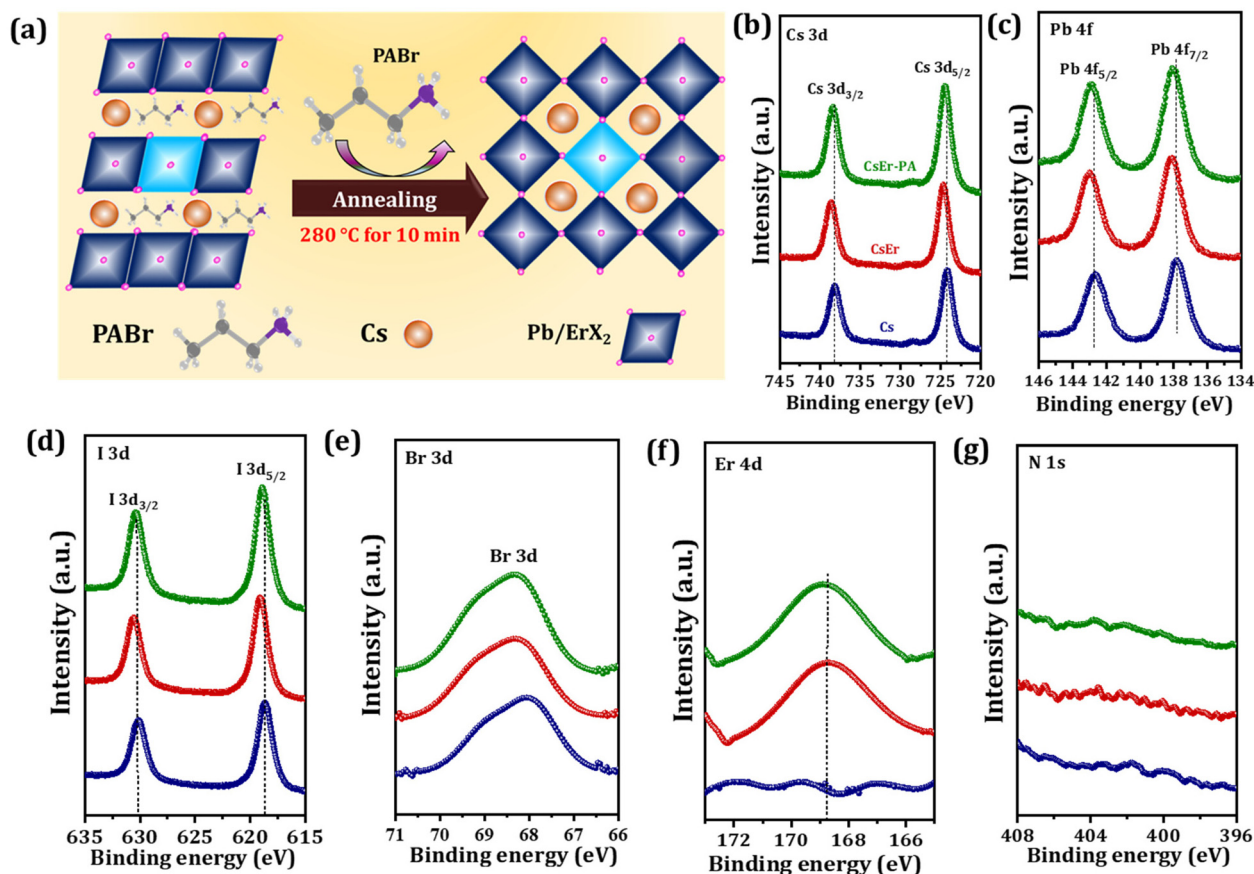 (a)
PABr
Annealing
280 °C for 10 min
PABr
Cs
Pb/ErX₂
(b)
Cs 3d
Cs 3d₃/₂
Cs 3d₅/₂
CsEr-PA
CsEr
Cs
Intensity (a.u.)
745 740 735 730 725 720
Binding energy (eV)
(c)
Pb 4f
Pb 4f₅/₂
Pb 4f₇/₂
Intensity (a.u.)
146 144 142 140 138 136 134
Binding energy (eV)
(d)
I 3d
I 3d₃/₂
I 3d₅/₂
Intensity (a.u.)
635 630 625 620 615
Binding energy (eV)
(e)
Br 3d
Br 3d
Intensity (a.u.)
71 70 69 68 67 66
Binding energy (eV)
(f)
Er 4d
Intensity (a.u.)
172 170 168 166
Binding energy (eV)
(g)
N 1s
Intensity (a.u.)
408 404 400 396
Binding energy (eV)